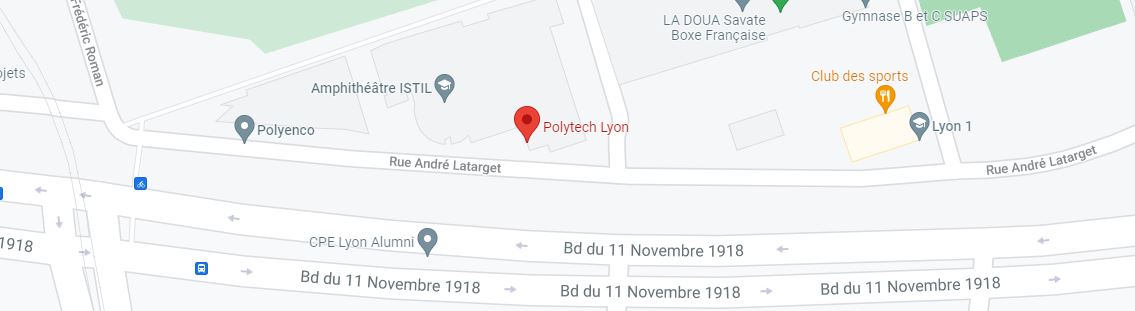 LA DOUA Savate
Boxe Française
Gymnase B et C SUAPS
Frédéric Roman
ojets
Amphithéâtre ISTIL
Club des sports
Polyenco
Polytech Lyon
Lyon 1
Rue André Latarget
Rue André Latarget
1918
CPE Lyon Alumni
Bd du 11 Novembre 1918
Bd du 11 Novembre 1918
Bd du 11 Novembre 1918
Bd du 11 Novembre 1918